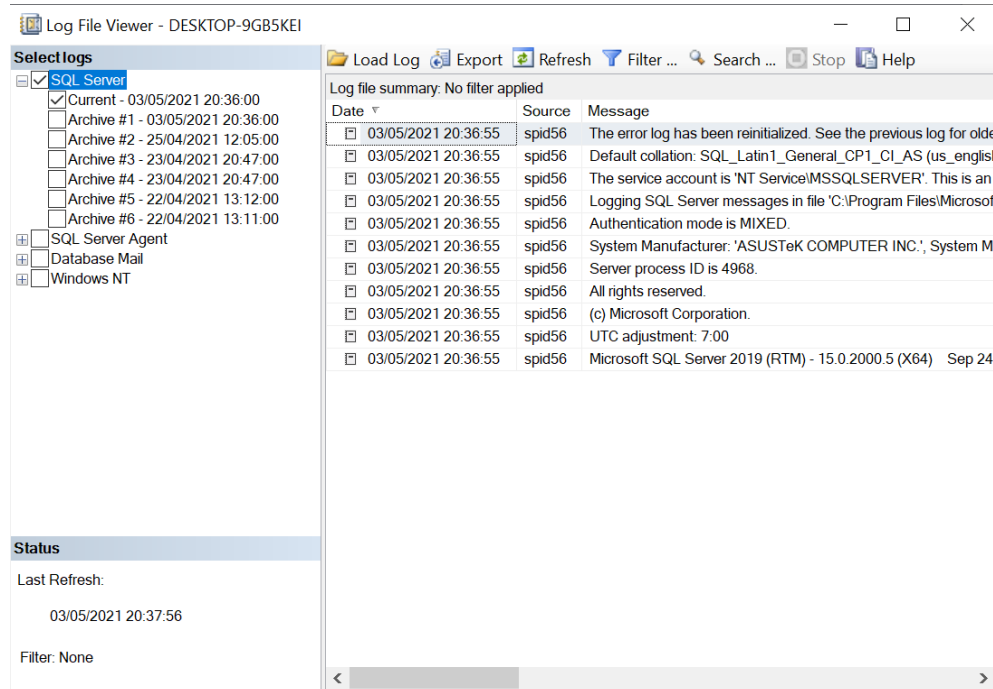 Log File Viewer - DESKTOP-9GB5KEI
Select logs
SQL Server
Current - 03/05/2021 20:36:00
Archive #1 - 03/05/2021 20:36:00
Archive #2 - 25/04/2021 12:05:00
Archive #3 - 23/04/2021 20:47:00
Archive #4 - 23/04/2021 20:47:00
Archive #5 - 22/04/2021 13:12:00
Archive #6 - 22/04/2021 13:11:00
SQL Server Agent
Database Mail
Windows NT
Status
Last Refresh:
03/05/2021 20:37:56
Filter: None
Load Log Export Refresh Filter ... Search ... Stop Help
Log file summary: No filter applied
Date Source Message
03/05/2021 20:36:55 spid56 The error log has been reinitialized. See the previous log for olde
03/05/2021 20:36:55 spid56 Default collation: SQL_Latin1_General_CP1_CI_AS (us_englis
03/05/2021 20:36:55 spid56 The service account is 'NT Service\MSSQLSERVER'. This is an
03/05/2021 20:36:55 spid56 Logging SQL Server messages in file 'C:\Program Files\Microsof
03/05/2021 20:36:55 spid56 Authentication mode is MIXED.
03/05/2021 20:36:55 spid56 System Manufacturer: 'ASUSTeK COMPUTER INC.', System M
03/05/2021 20:36:55 spid56 Server process ID is 4968.
03/05/2021 20:36:55 spid56 All rights reserved.
03/05/2021 20:36:55 spid56 (c) Microsoft Corporation.
03/05/2021 20:36:55 spid56 UTC adjustment: 7:00
03/05/2021 20:36:55 spid56 Microsoft SQL Server 2019 (RTM) - 15.0.2000.5 (X64) Sep 24